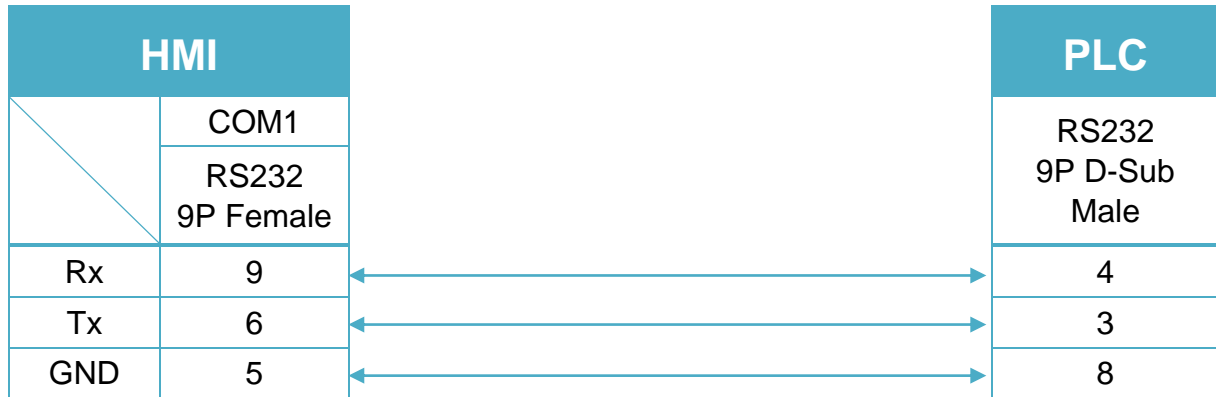 HMI
PLC
COM1
RS232
9P Female
RS232
9P D-Sub
Male
Rx 9 4
Tx 6 3
GND 5 8